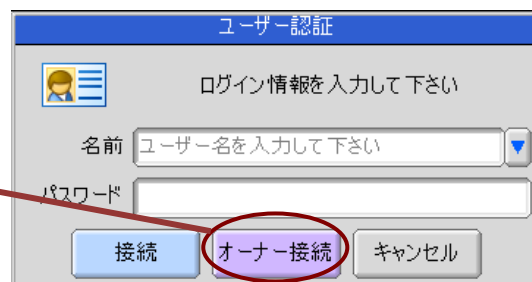 ユーザー認証
ログイン情報を入力して下さい
名前 ユーザー名を入力して下さい
パスワード
接続 オーナー接続 キャンセル